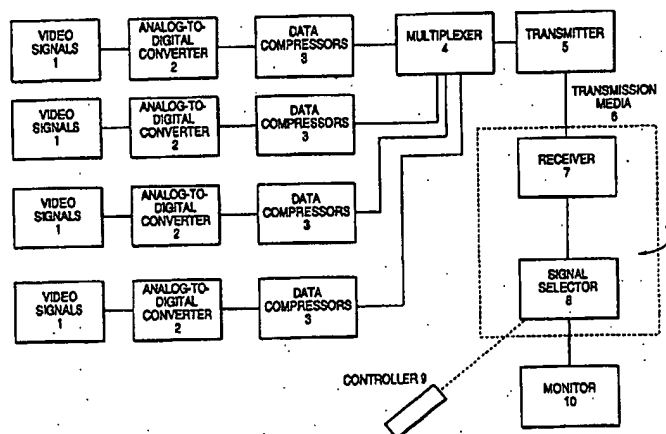 VIDEO
SIGNALS
1
ANALOG-TO-
DIGITAL
CONVERTER
2
DATA
COMPRESSORS
3
MULTIPLEXER
4
TRANSMITTER
5
TRANSMISSION
MEDIA
6
VIDEO
SIGNALS
1
ANALOG-TO-
DIGITAL
CONVERTER
2
DATA
COMPRESSORS
3
RECEIVER
7
VIDEO
SIGNALS
1
ANALOG-TO-
DIGITAL
CONVERTER
2
DATA
COMPRESSORS
3
VIDEO
SIGNALS
1
ANALOG-TO-
DIGITAL
CONVERTER
2
DATA
COMPRESSORS
3
SIGNAL
SELECTOR
8
CONTROLLER 9
MONITOR
10